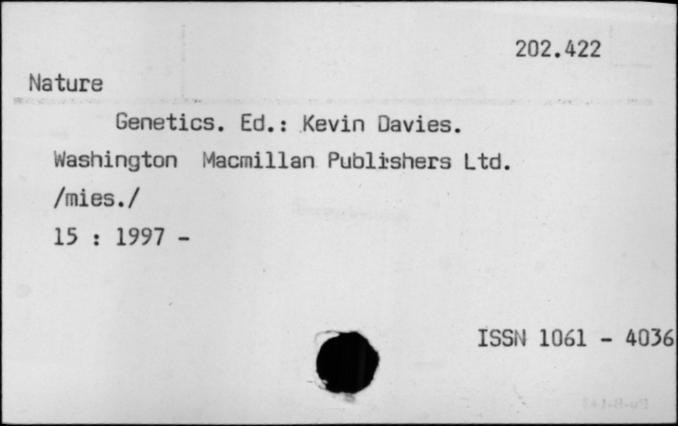 202.422
Nature
Genetics. Ed.: Kevin Davies.
Washington Macmillan Publishers Ltd.
/mies./
15 : 1997 -
ISSN 1061 - 4036